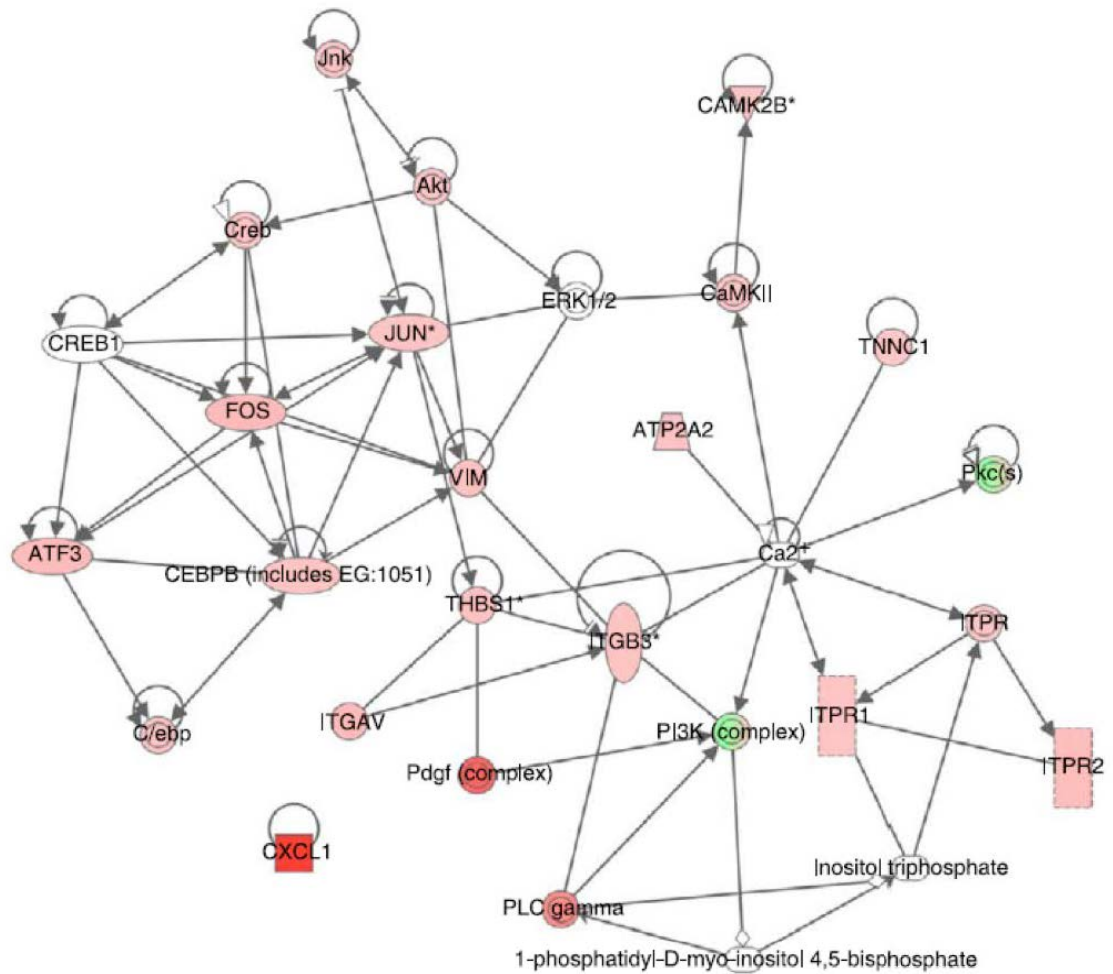 Jnk
CAMK2B*
Akt
Creb
ERK1/2
CaMKII
CREB1
JUN*
TNNC1
FOS
ATP2A2
VIM
Pkc(s)
ATF3
Ca2+
CEBPB (includes EG:1051)
THBS1*
ITGB3*
ITPR
ITGAV
ITPR1
C/ebp
PI3K (complex)
ITPR2
Pdgf (complex)
CXCL1
Inositol triphosphate
PLC gamma
1-phosphatidyl-D-myo-inositol 4,5-bisphosphate